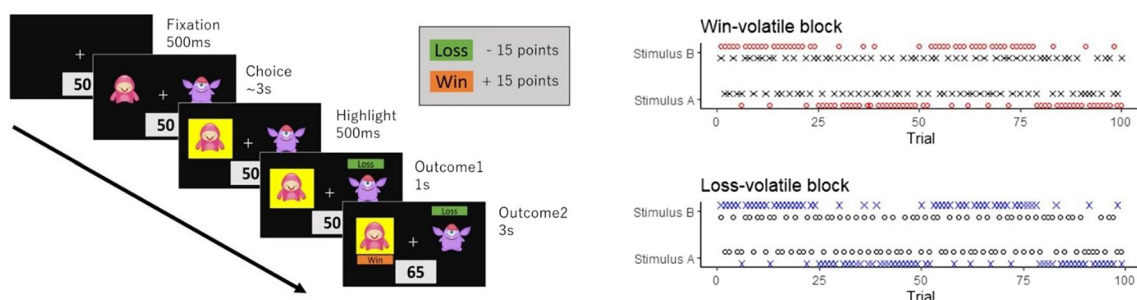 Fixation
500ms
50
Choice
~3s
50
Highlight
500ms
50
Loss
Outcome1
1s
50
Loss
Win
Outcome2
3s
65
Loss - 15 points
Win + 15 points
Win-volatile block
Stimulus B
Stimulus A
0 25 50 75 100
Trial
Loss-volatile block
Stimulus B
Stimulus A
0 25 50 75 100
Trial